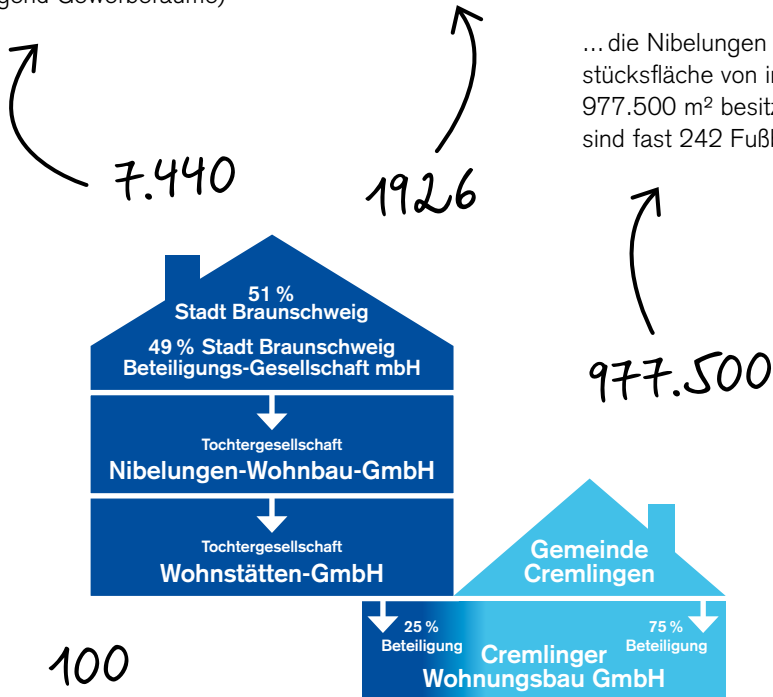 ... die Nibelungen
stücksfläche von
977.500 m² besitz
sind fast 242
7.440
1926
977.500
51 %
Stadt Braunschweig
49 % Stadt Braunschweig
Beteiligungs-Gesellschaft mbH
Tochtergesellschaft
Nibelungen-Wohnbau-GmbH
Tochtergesellschaft
Wohnstätten-GmbH
Gemeinde
Cremlingen
25 %
Beteiligung
75 %
Beteiligung
Cremlinger
Wohnungsbau GmbH
100